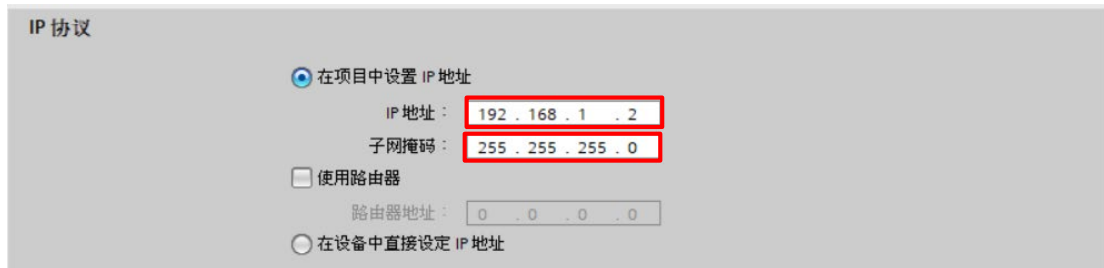 IP 协议
在项目中设置 IP 地址
IP 地址： 192 . 168 . 1 . 2
子网掩码： 255 . 255 . 255 . 0
使用路由器
路由器地址： 0 . 0 . 0 . 0
在设备中直接设定 IP 地址